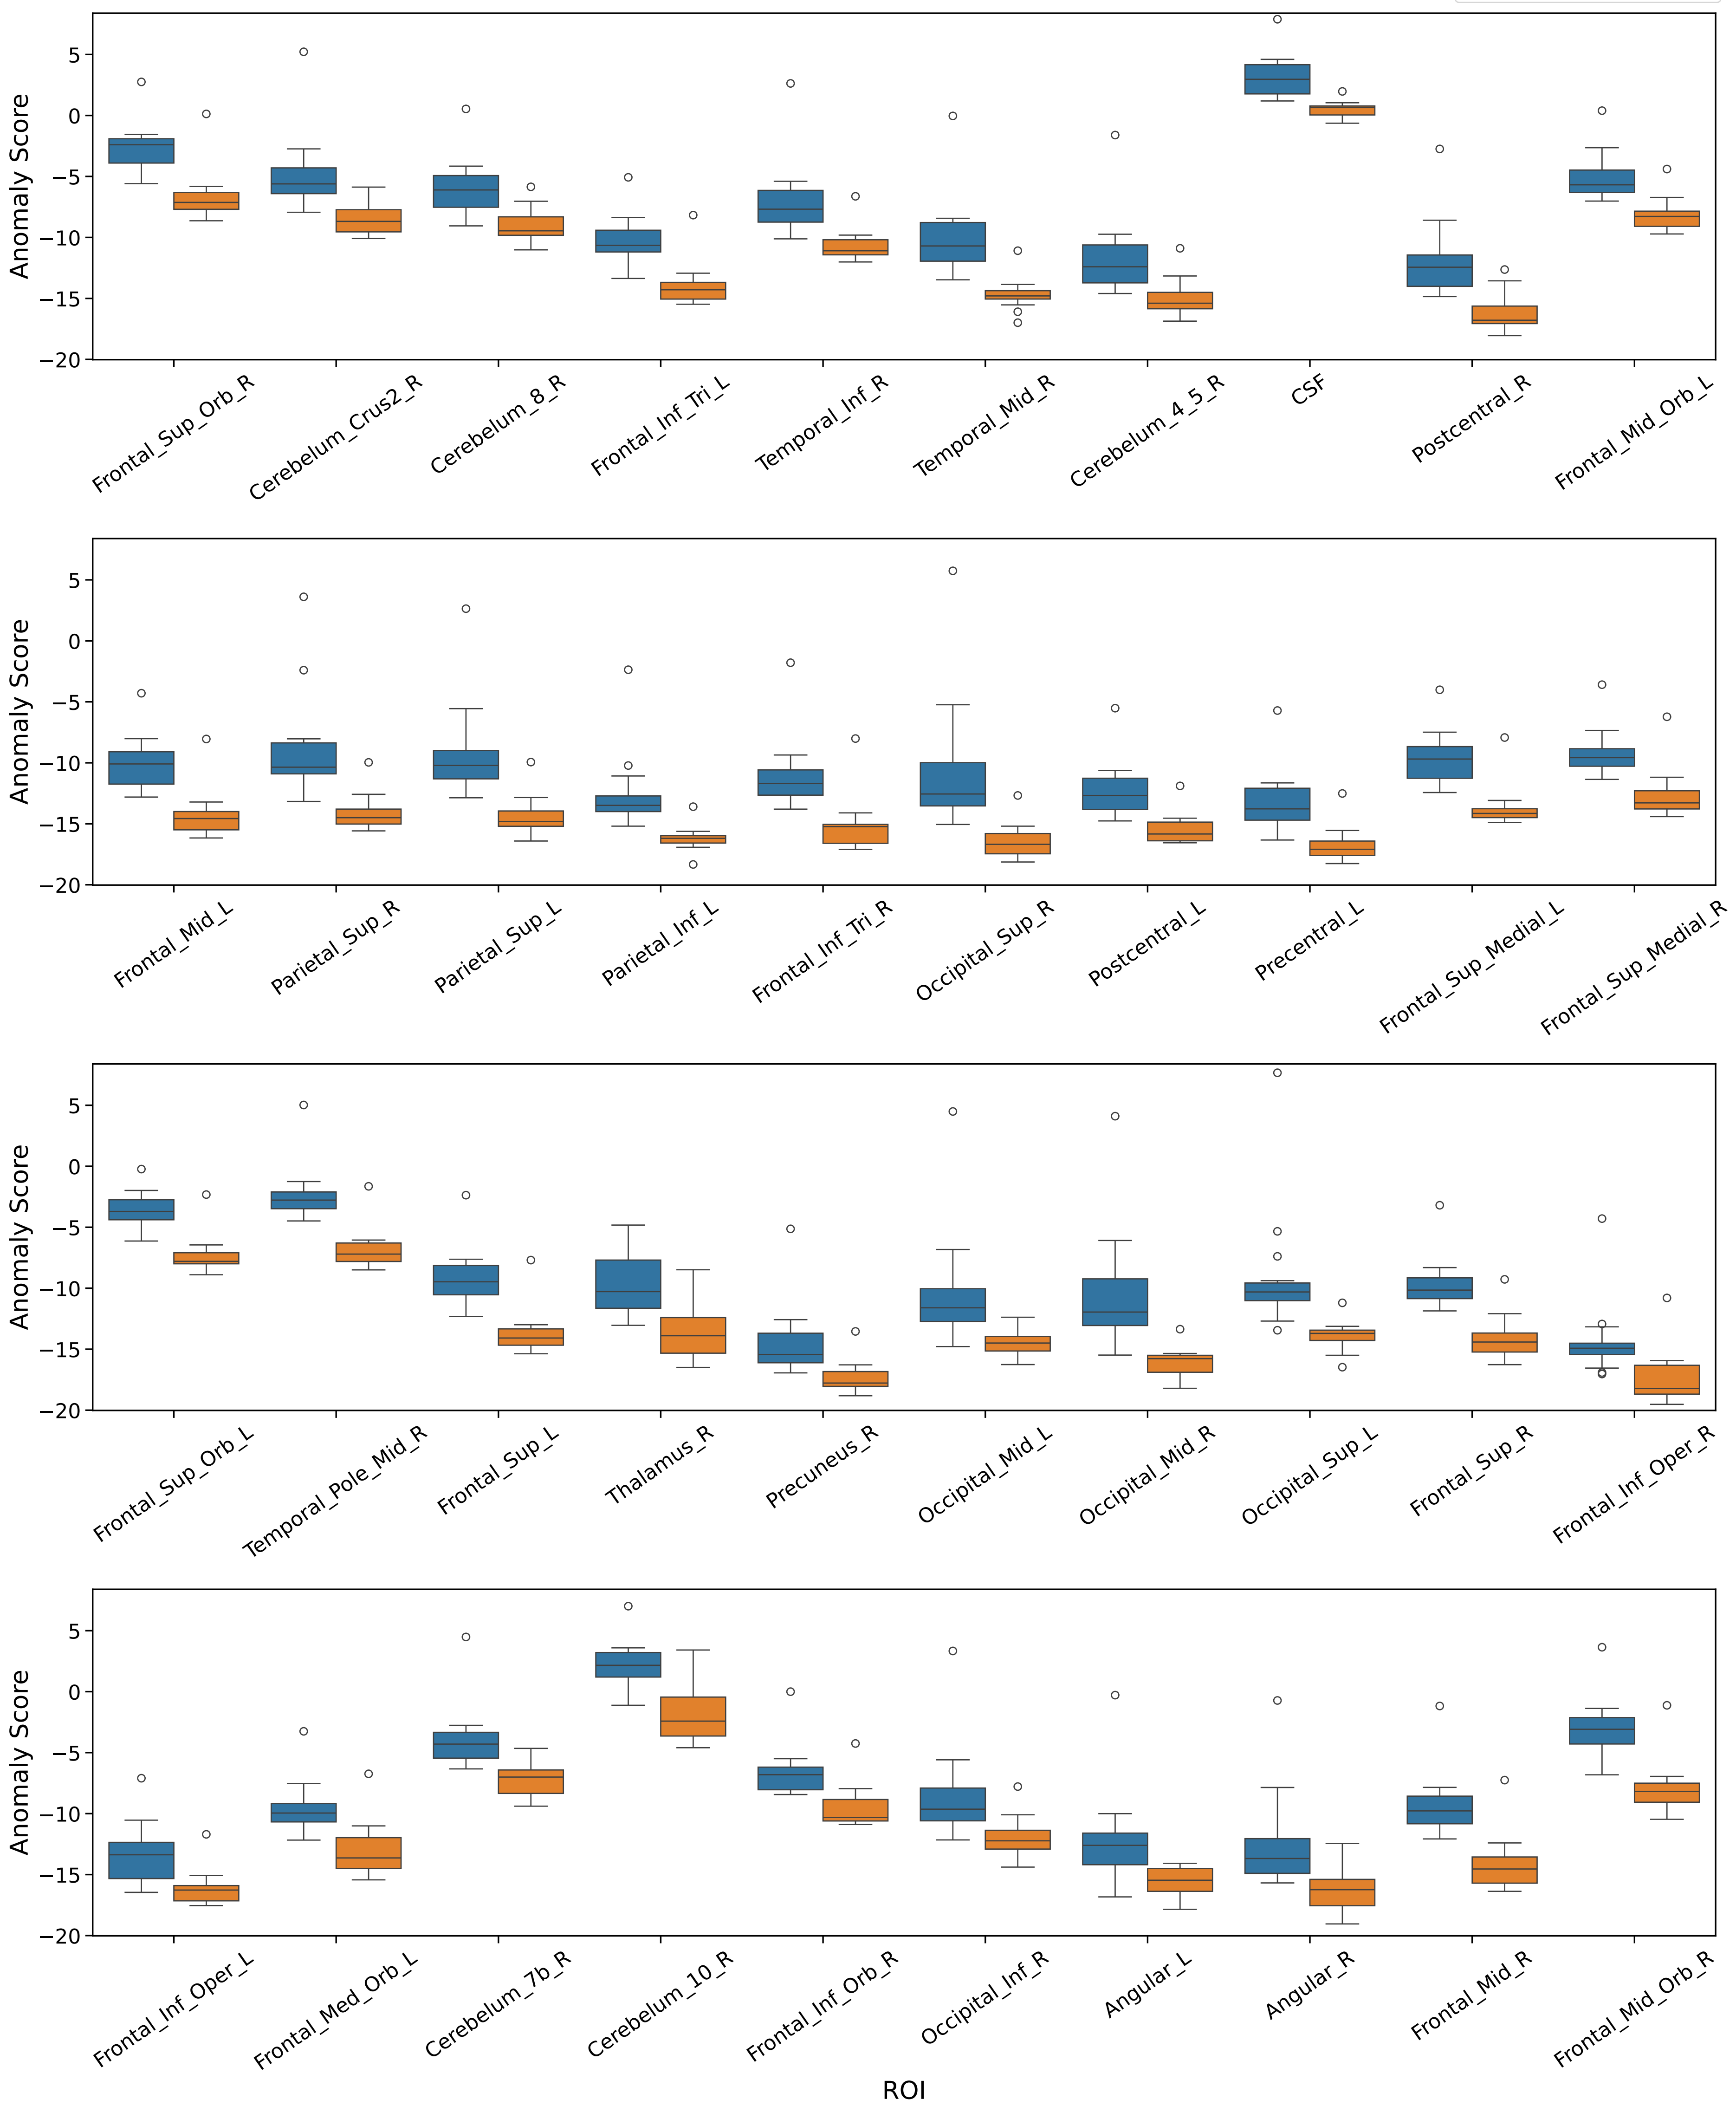 Anomaly Score
5
0
−5
−10
−15
−20
Frontal_Sup_Orb_R
Cerebelum_Crus2_R
Cerebelum_8_R
Frontal_Inf_Tri_L
Temporal_Inf_R
Temporal_Mid_R
Cerebelum_4_5_R
CSF
Postcentral_R
Frontal_Mid_Orb_L
Anomaly Score
5
0
−5
−10
−15
−20
Frontal_Mid_L
Parietal_Sup_R
Parietal_Sup_L
Parietal_Inf_L
Frontal_Inf_Tri_R
Occipital_Sup_R
Postcentral_L
Precentral_L
Frontal_Sup_Medial_L
Frontal_Sup_Medial_R
Anomaly Score
5
0
−5
−10
−15
−20
Frontal_Sup_Orb_L
Temporal_Pole_Mid_R
Frontal_Sup_L
Thalamus_R
Precuneus_R
Occipital_Mid_L
Occipital_Mid_R
Occipital_Sup_L
Frontal_Sup_R
Frontal_Inf_Oper_R
Anomaly Score
5
0
−5
−10
−15
−20
Frontal_Inf_Oper_L
Frontal_Med_Orb_L
Cerebelum_7b_R
Cerebelum_10_R
Frontal_Inf_Orb_R
Occipital_Inf_R
Angular_L
Angular_R
Frontal_Mid_R
Frontal_Mid_Orb_R
ROI